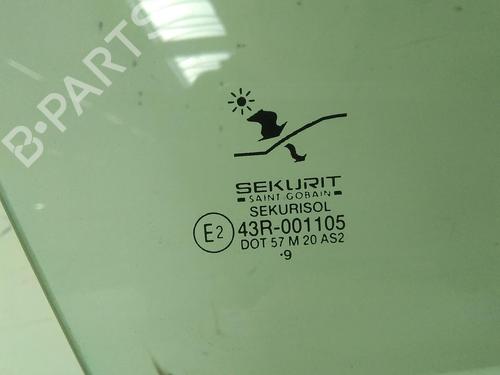 B-PARTS
SEKURIT
SAINT GOBAIN
SEKURISOL
E2 43R-001105
DOT 57 M 20 AS2
.9